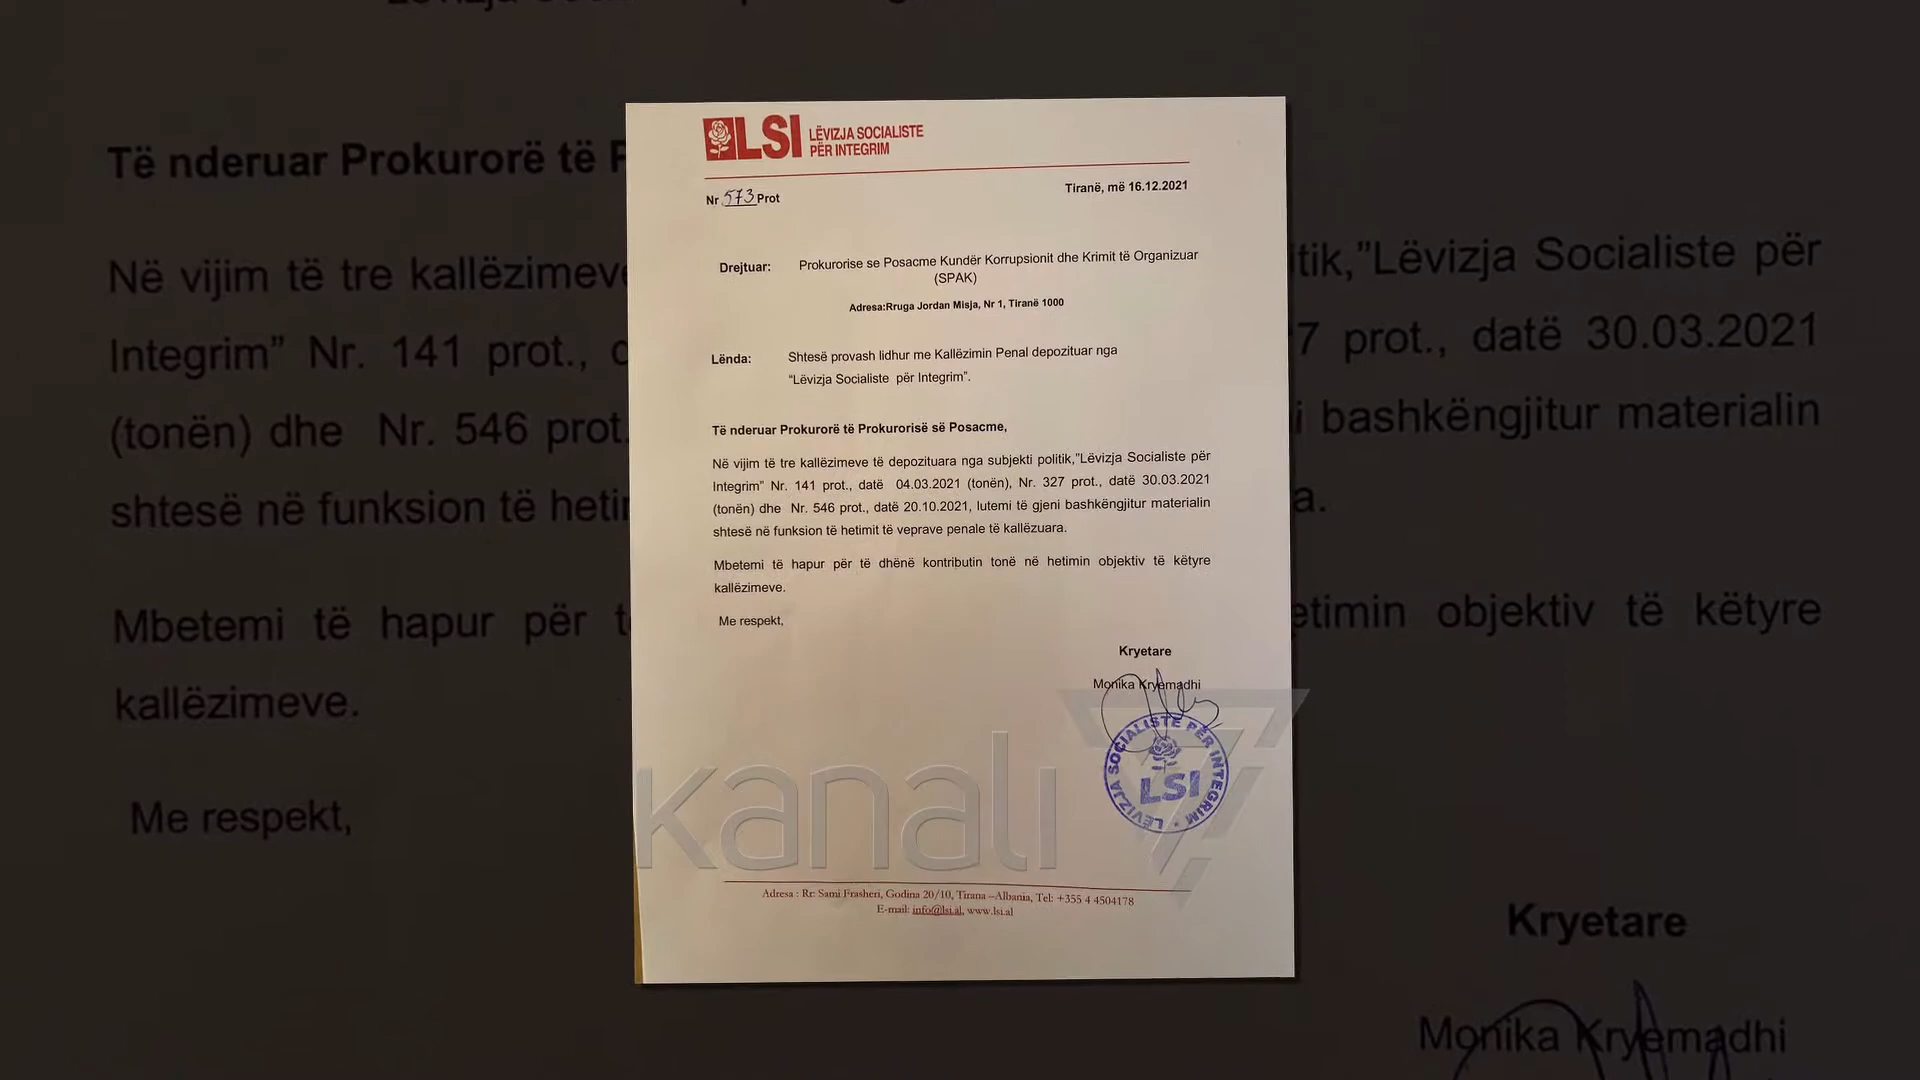 LSI LËVIZJA SOCIALISTE
PËR INTEGRIM
Nr 573 Prot
Tiranë, më 16.12.2021
Drejtuar: Prokurorise se Posacme Kundër Korrupsionit dhe Krimit të Organizuar
(SPAK)
Adresa:Rruga Jordan Misja, Nr 1, Tiranë 1000
Lënda: Shtesë provash lidhur me Kallëzimin Penal depozituar nga
“Lëvizja Socialiste për Integrim”.
Të nderuar Prokurorë të Prokurorisë së Posacme,
Në vijim të tre kallëzimeve të depozituara nga subjekti politik,”Lëvizja Socialiste për
Integrim” Nr. 141 prot., datë 04.03.2021 (tonën), Nr. 327 prot., datë 30.03.2021
(tonën) dhe Nr. 546 prot., datë 20.10.2021, lutemi të gjeni bashkëngjitur materialin
shtesë në funksion të hetimit të veprave penale të kallëzuara.
Mbetemi të hapur për të dhënë kontributin tonë në hetimin objektiv të këtyre
kallëzimeve.
Me respekt,
Kryetare
Monika Kryemadhi
LËVIZJA SOCIALISTE PËR INTEGRIM
LSI
kanali 7
Adresa : Rr: Sami Frasheri, Godina 20/10, Tirana –Albania, Tel: +355 4 4504178
E-mail: info@lsi.al, www.lsi.al
Të nderuar Prokurorë të
Në vijim të tre kallëzimeve
tik,”Lëvizja Socialiste për
Integrim” Nr. 141 prot.,
7 prot., datë 30.03.2021
(tonën) dhe Nr. 546 prot.
bashkëngjitur materialin
shtesë në funksion të
Mbetemi të hapur për
etimin objektiv të këtyre
kallëzimeve.
Me respekt,
Kryetare
Monika Kryemadhi